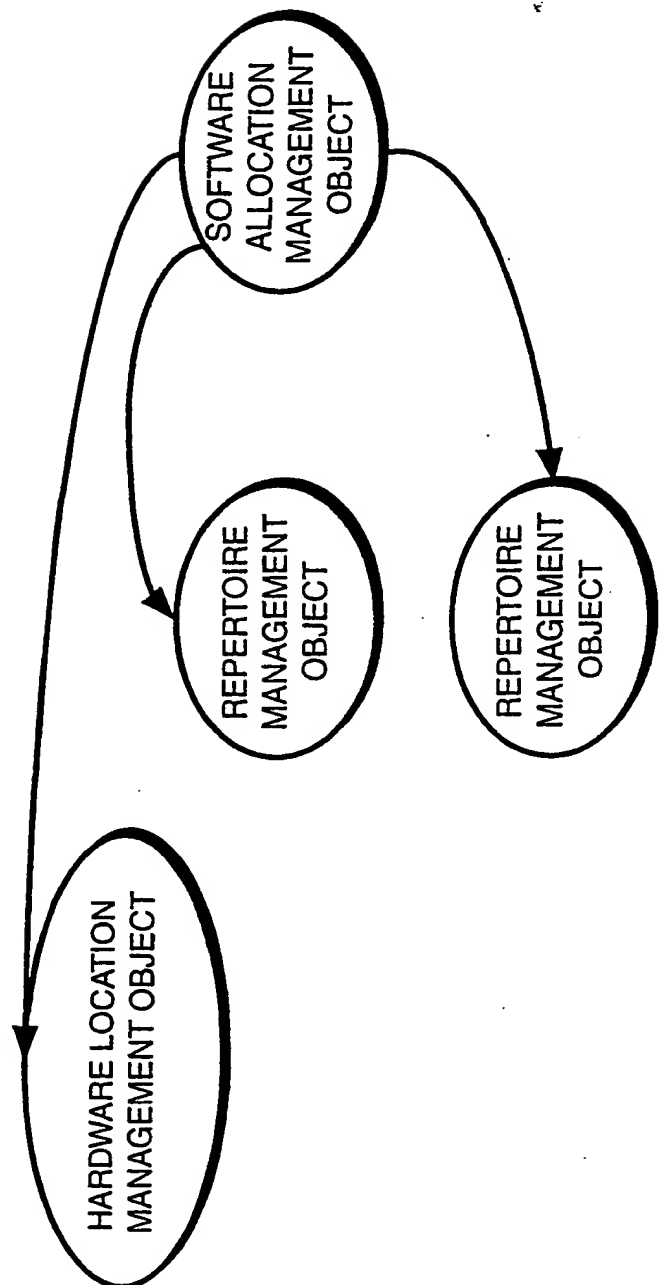 HARDWARE LOCATION
MANAGEMENT OBJECT
REPERTOIRE
MANAGEMENT
OBJECT
REPERTOIRE
MANAGEMENT
OBJECT
SOFTWARE
ALLOCATION
MANAGEMENT
OBJECT